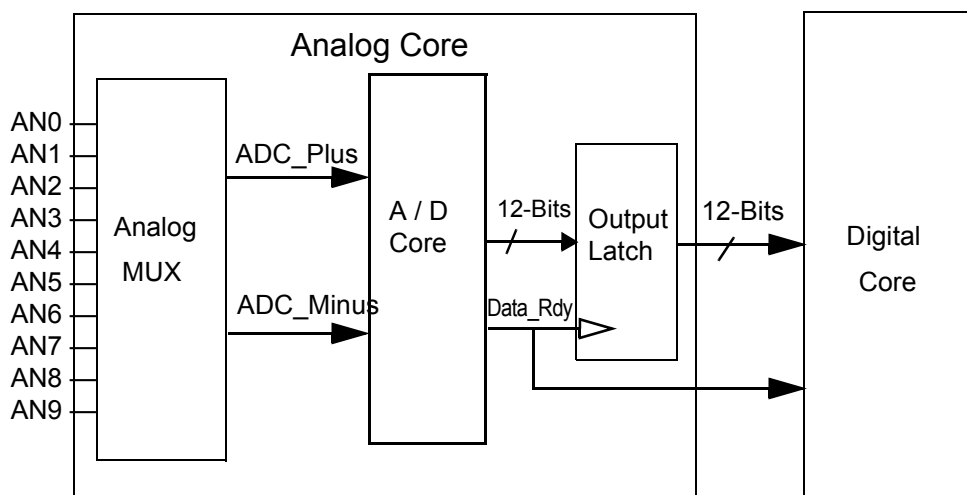 Analog Core
AN0
AN1
AN2
AN3
AN4
AN5
AN6
AN7
AN8
AN9
Analog
MUX
ADC_Plus
ADC_Minus
A / D
Core
12-Bits
Data_Rdy
Output
Latch
12-Bits
Digital
Core